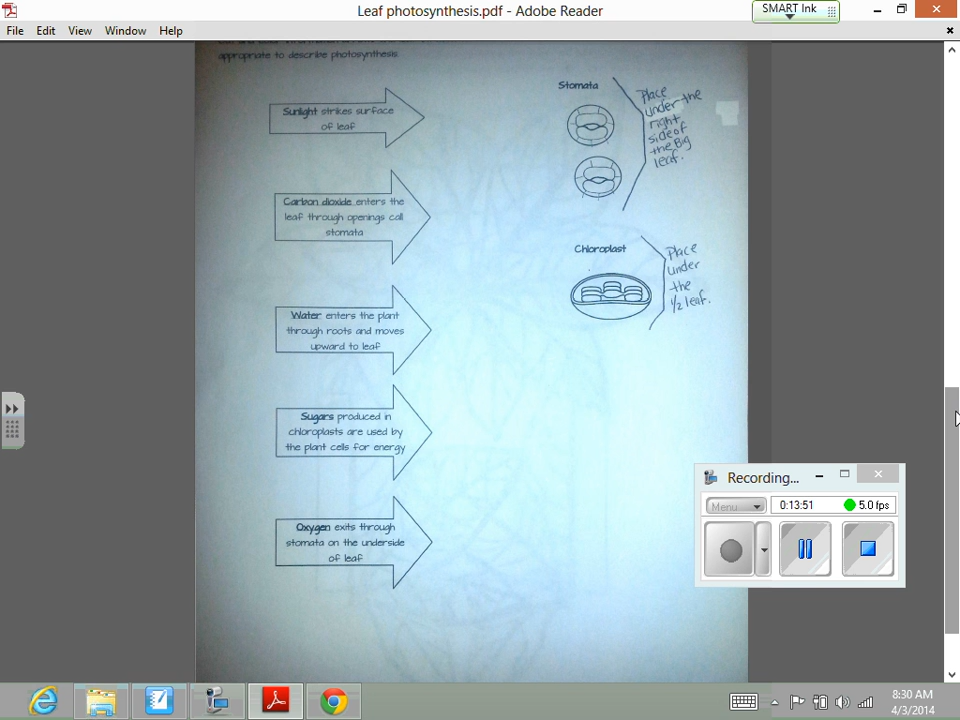 Leaf photosynthesis.pdf - Adobe Reader
SMART Ink
File Edit View Window Help
appropriate to describe photosynthesis.
Sunlight strikes surface
of leaf
Carbon dioxide enters the
leaf through openings call
stomata
Water enters the plant
through roots and moves
upward to leaf
Sugars produced in
chloroplasts are used by
the plant cells for energy
Oxygen exits through
stomata on the underside
of leaf
Stomata
Place
under the
right
side of
the Big
leaf.
Chloroplast
Place
under
the
1/2 leaf.
Recording...
Menu
0:13:51
5.0 fps
8:30 AM
4/3/2014